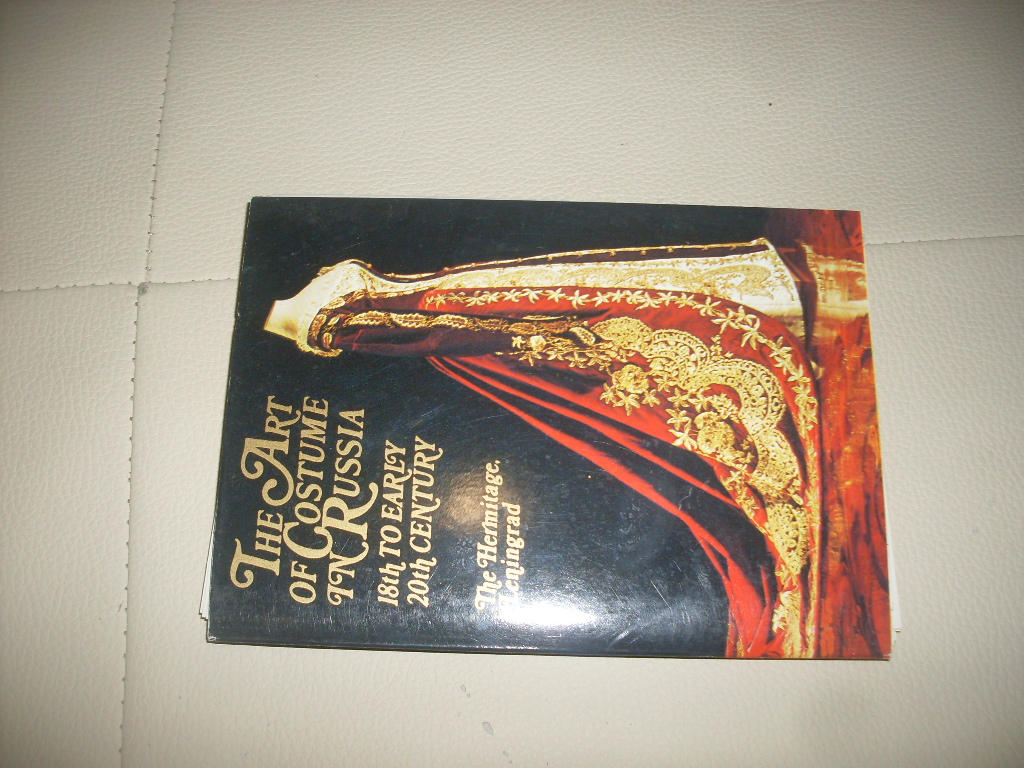 THE ART
OF COSTUME
IN RUSSIA
18th TO EARLY
20th CENTURY
The Hermitage,
Leningrad